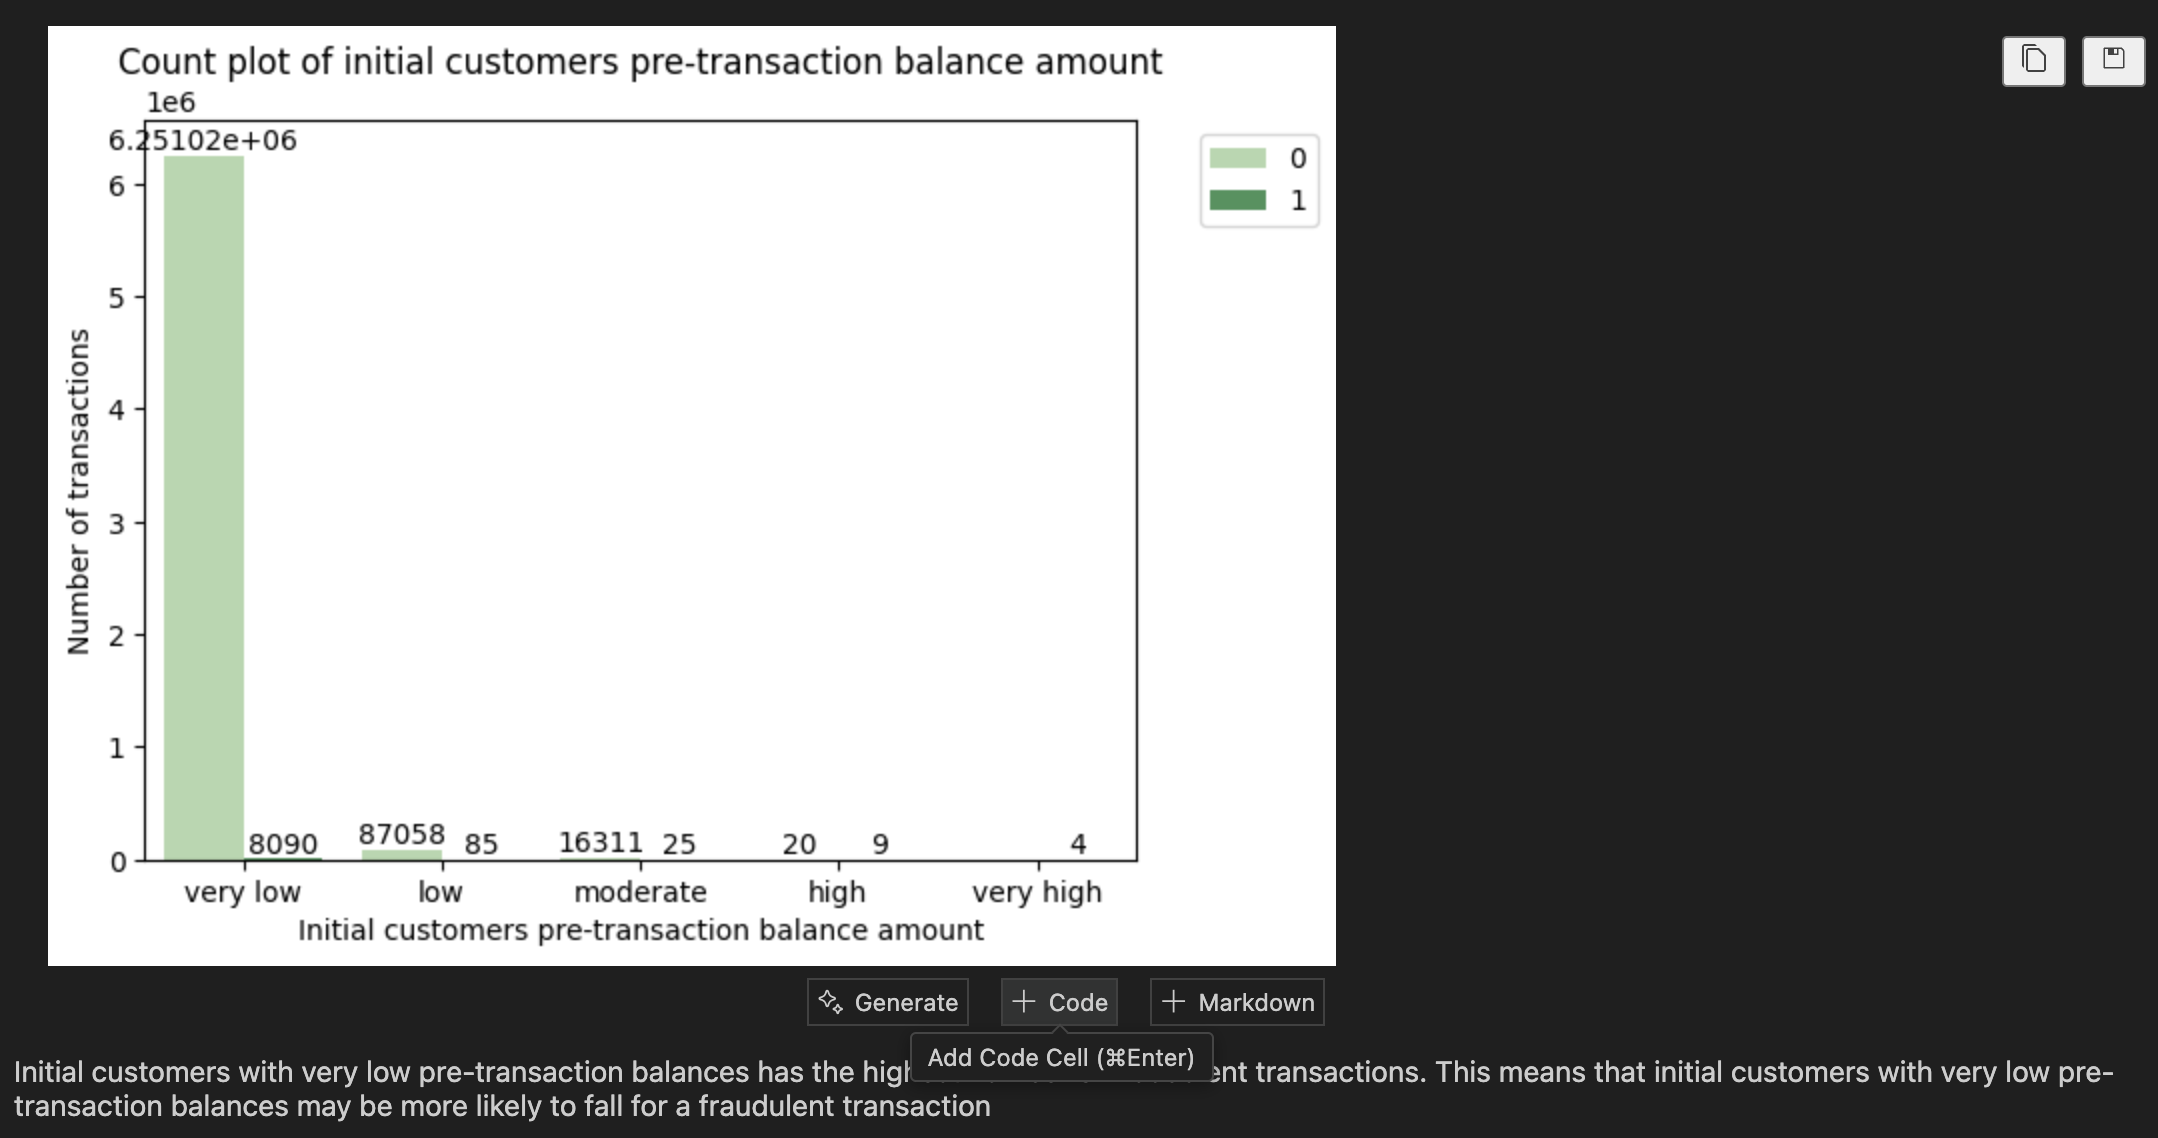 Count plot of initial customers pre-transaction balance amount
1e6
6.25102e+06
0
1
6
5
4
3
2
1
0
Number of transactions
8090
87058
85
16311
25
20
9
4
very low
low
moderate
high
very high
Initial customers pre-transaction balance amount
Generate
Code
Markdown
Add Code Cell (⌘Enter)
Initial customers with very low pre-transaction balances has the transactions. This means that initial customers with very low pre-
transaction balances may be more likely to fall for a fraudulent transaction